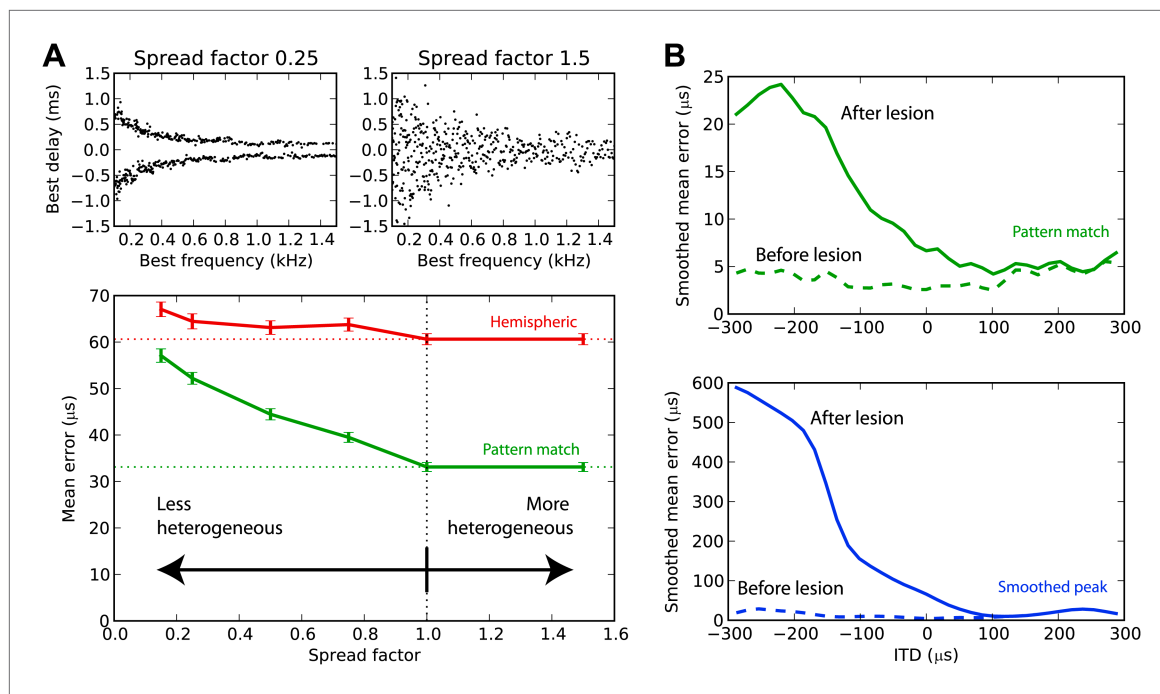 A
Spread factor 0.25
Spread factor 1.5
Best delay (ms)
1.5
1.0
0.5
0.0
−0.5
−1.0
−1.5
0.2 0.4 0.6 0.8 1.0 1.2 1.4
Best frequency (kHz)
1.5
1.0
0.5
0.0
−0.5
−1.0
−1.5
0.2 0.4 0.6 0.8 1.0 1.2 1.4
Best frequency (kHz)
Mean error (μs)
70
60
50
40
30
20
10
0
Hemispheric
Pattern match
Less
heterogeneous
More
heterogeneous
0.0 0.2 0.4 0.6 0.8 1.0 1.2 1.4 1.6
Spread factor
B
Smoothed mean error (μs)
25
20
15
10
5
0
After lesion
Pattern match
Before lesion
−300 −200 −100 0 100 200 300
Smoothed mean error (μs)
600
500
400
300
200
100
0
After lesion
Before lesion
Smoothed peak
−300 −200 −100 0 100 200 300
ITD (μs)